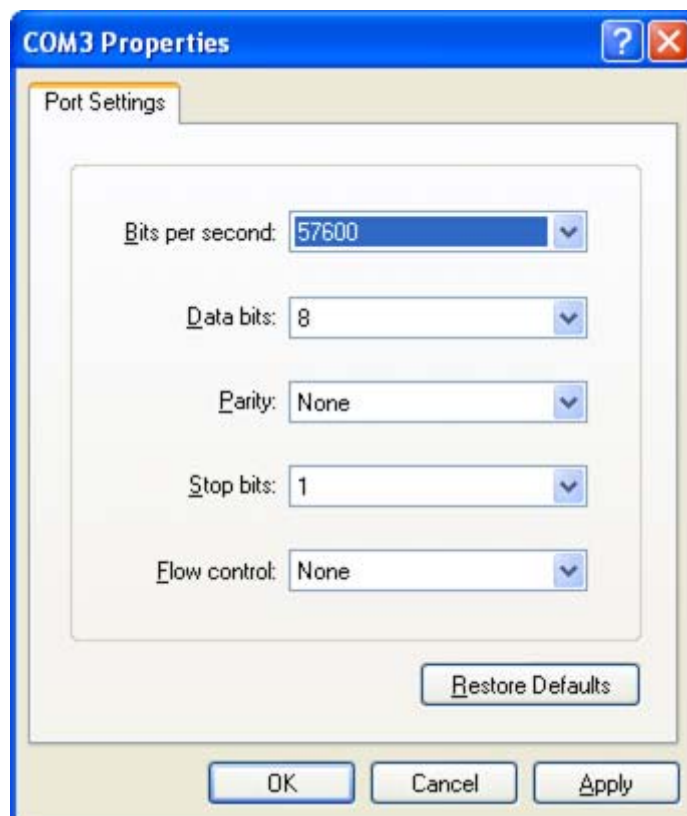 COM3 Properties
Port Settings
Bits per second: 57600
Data bits: 8
Parity: None
Stop bits: 1
Flow control: None
Restore Defaults
OK Cancel Apply